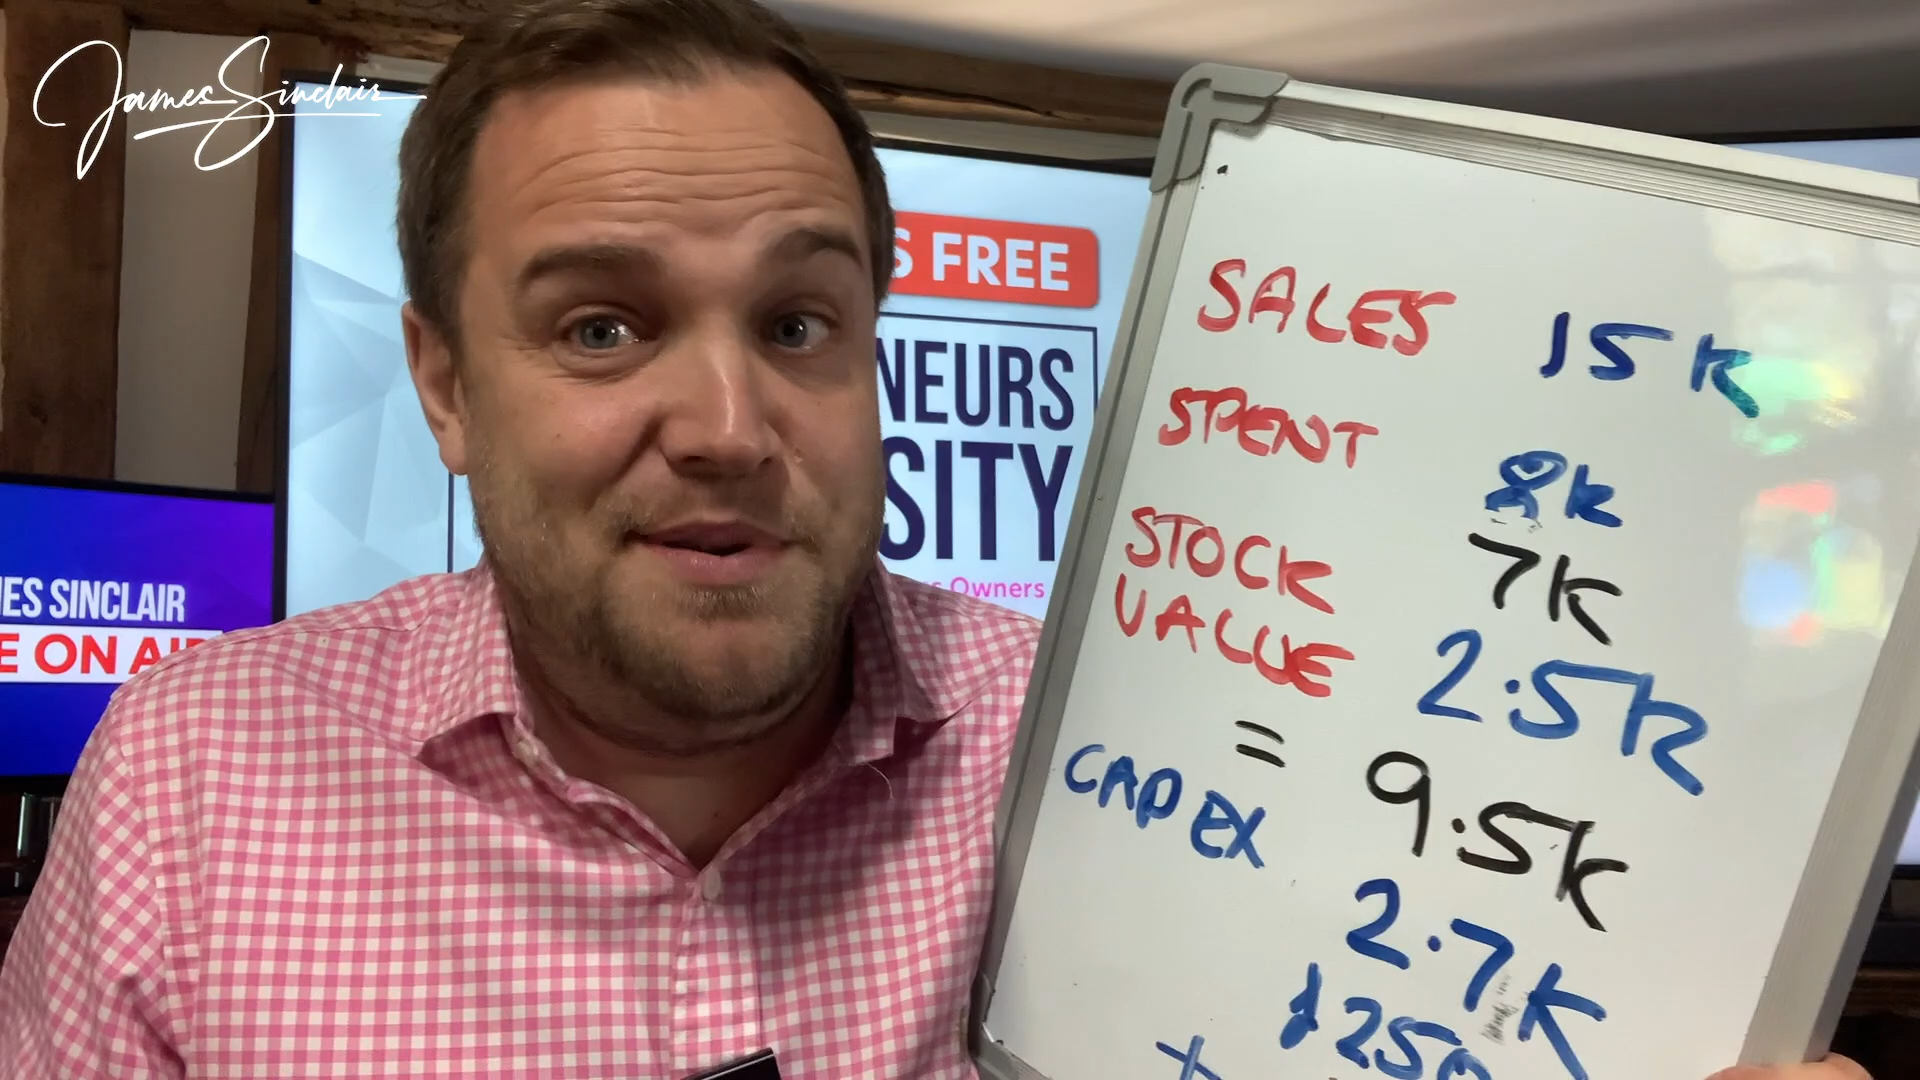 James Sinclair
S FREE
NEURS
SITY
Owners
ES SINCLAIR
E ON AIR
SALES 15K
SPENT 8K
7K
STOCK
VALUE 2.5K
= 9.5K
CAPEX
2.7K
£250
+